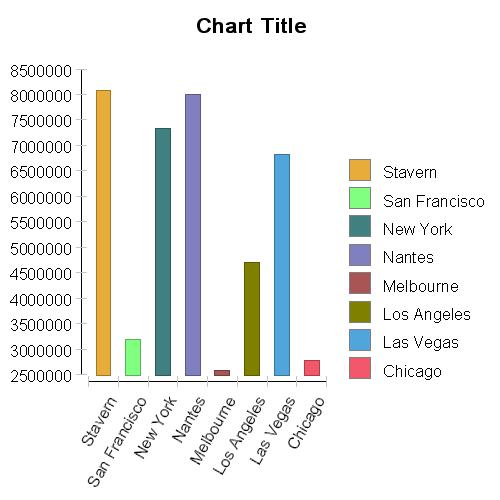 Chart Title
8500000
8000000
7500000
7000000
6500000
6000000
5500000
5000000
4500000
4000000
3500000
3000000
2500000
Stavern
San Francisco
New York
Nantes
Melbourne
Los Angeles
Las Vegas
Chicago
Stavern
San Francisco
New York
Nantes
Melbourne
Los Angeles
Las Vegas
Chicago